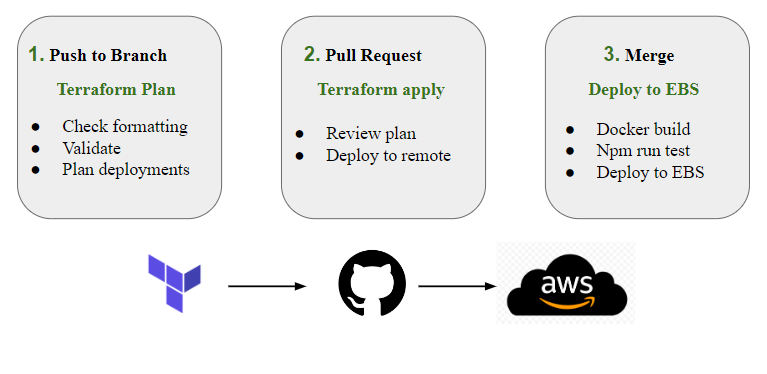 1. Push to Branch
Terraform Plan
● Check formatting
● Validate
● Plan deployments
2. Pull Request
Terraform apply
● Review plan
● Deploy to remote
3. Merge
Deploy to EBS
● Docker build
● Npm run test
● Deploy to EBS
aws